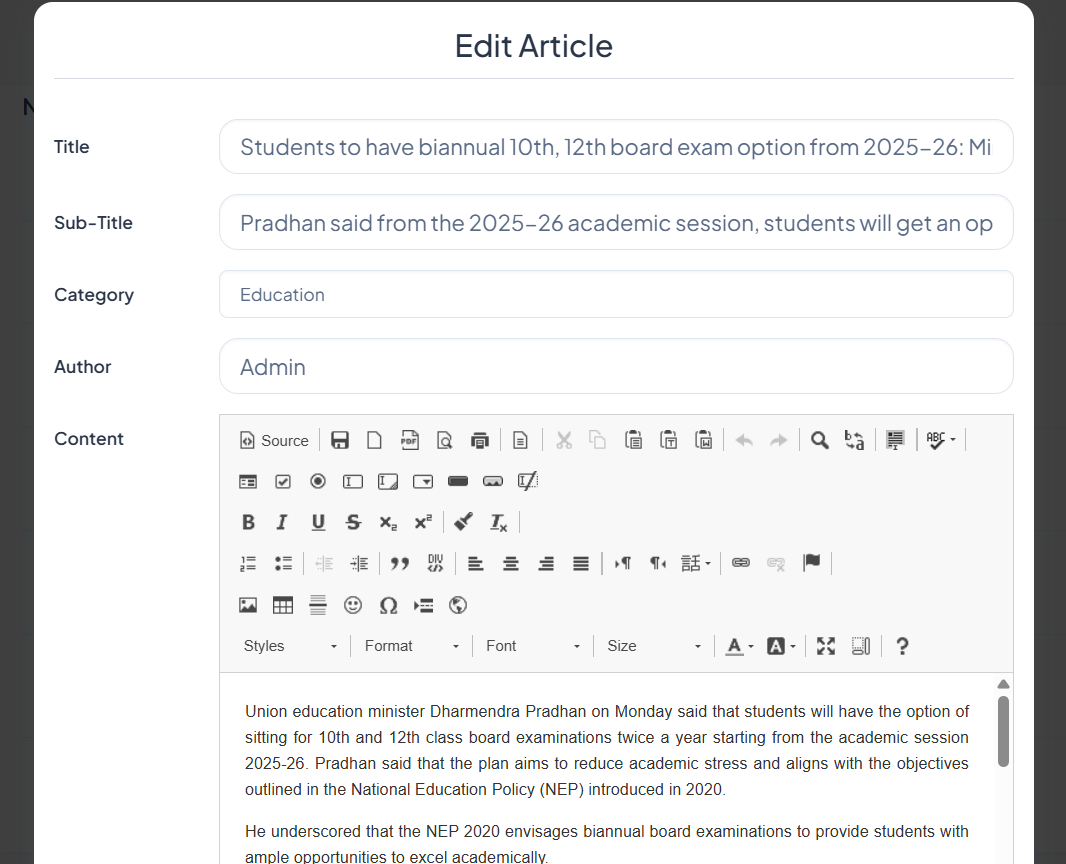 Edit Article
Title
Students to have biannual 10th, 12th board exam option from 2025–26: Mi
Sub-Title
Pradhan said from the 2025–26 academic session, students will get an op
Category
Education
Author
Admin
Content
Source
Styles Format Font Size
Union education minister Dharmendra Pradhan on Monday said that students will have the option of
sitting for 10th and 12th class board examinations twice a year starting from the academic session
2025-26. Pradhan said that the plan aims to reduce academic stress and aligns with the objectives
outlined in the National Education Policy (NEP) introduced in 2020.
He underscored that the NEP 2020 envisages biannual board examinations to provide students with
ample opportunities to excel academically.